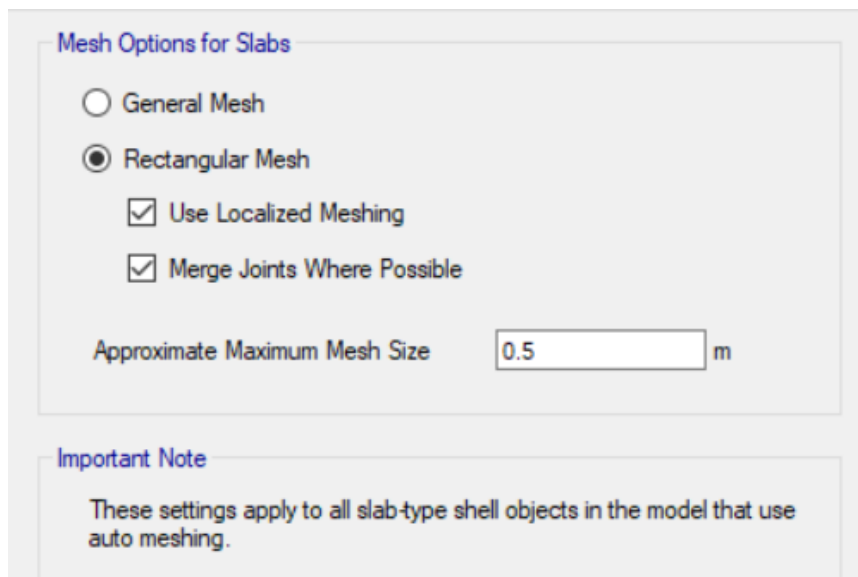 Mesh Options for Slabs
General Mesh
Rectangular Mesh
Use Localized Meshing
Merge Joints Where Possible
Approximate Maximum Mesh Size 0.5 m
Important Note
These settings apply to all slab-type shell objects in the model that use
auto meshing.